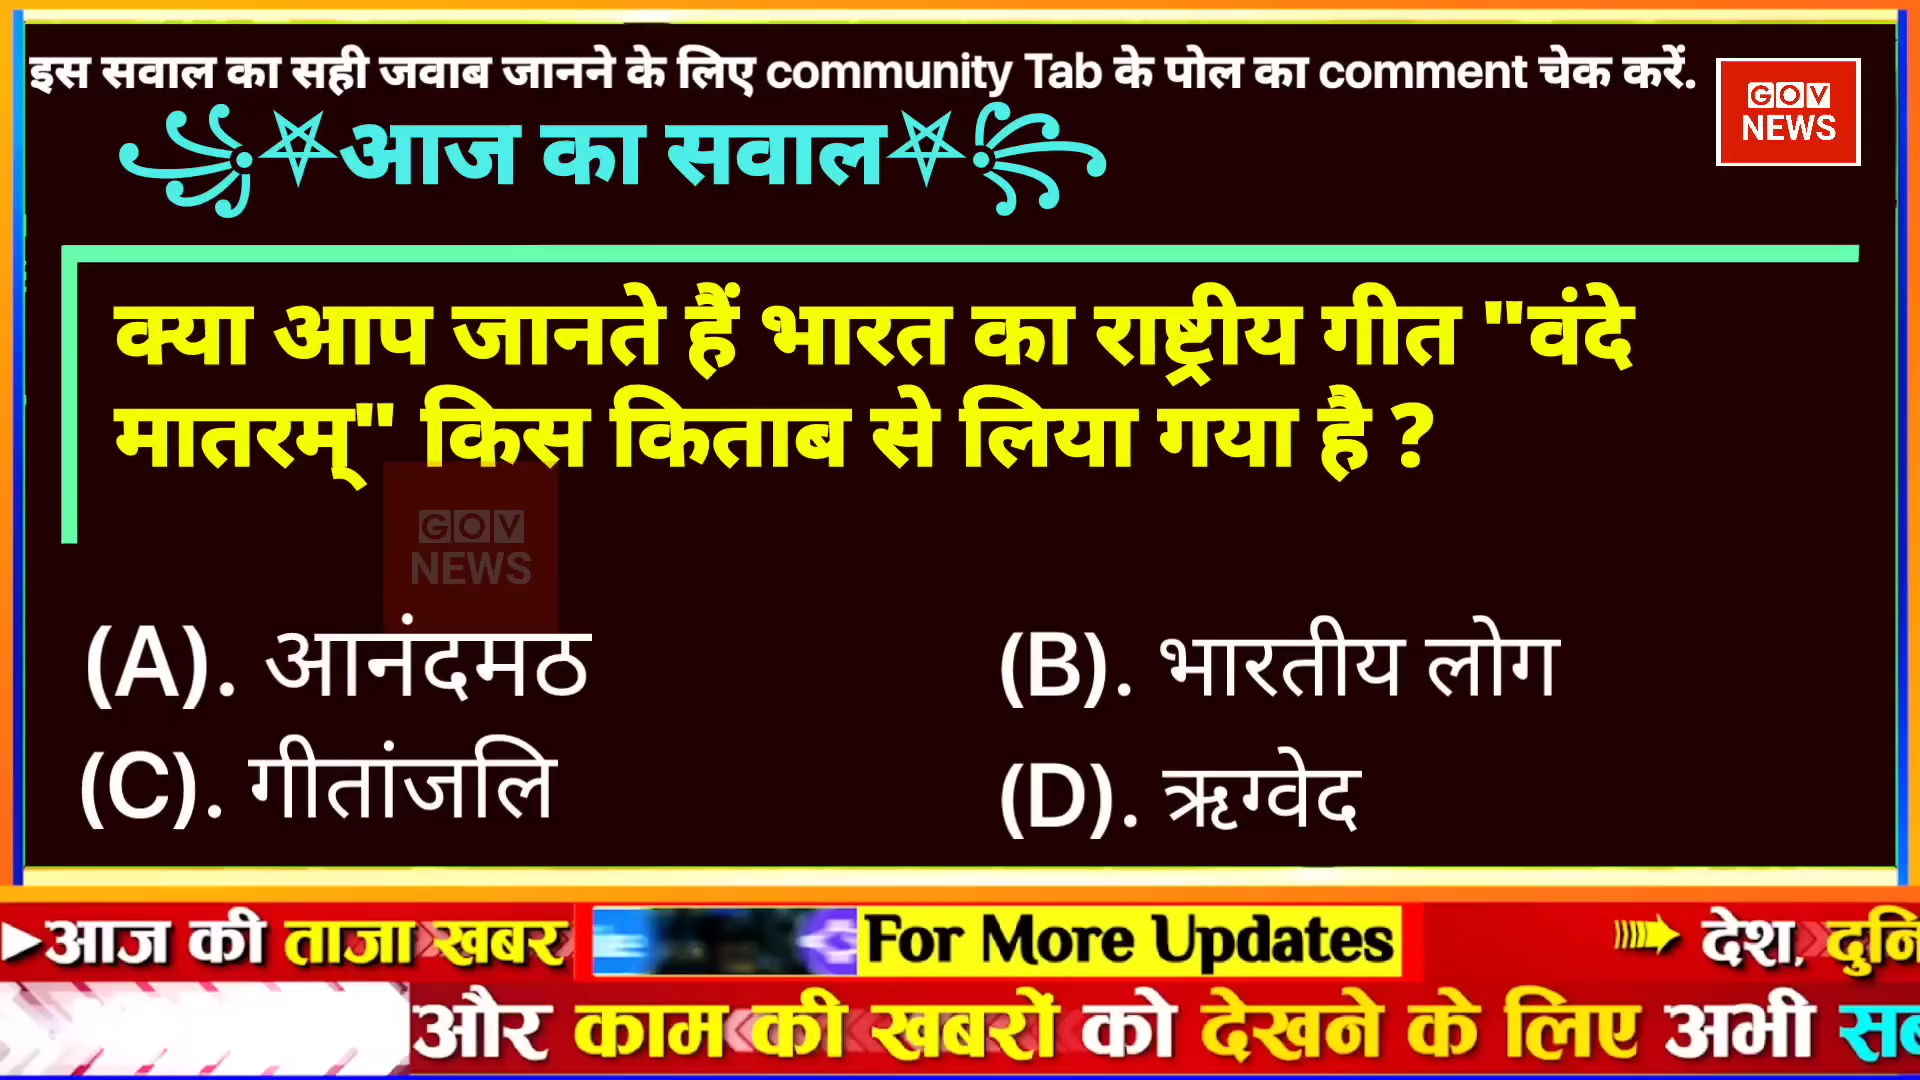 इस सवाल का सही जवाब जानने के लिए community Tab के पोल का comment चेक करें.
GOV
NEWS
आज का सवाल
क्या आप जानते हैं भारत का राष्ट्रीय गीत "वंदे
मातरम्" किस किताब से लिया गया है ?
GOV
NEWS
(A). आनंदमठ
(B). भारतीय लोग
(C). गीतांजलि
(D). ऋग्वेद
आज की ताजा खबर
For More Updates
देश,
और काम की खबरों को देखने के लिए अभी